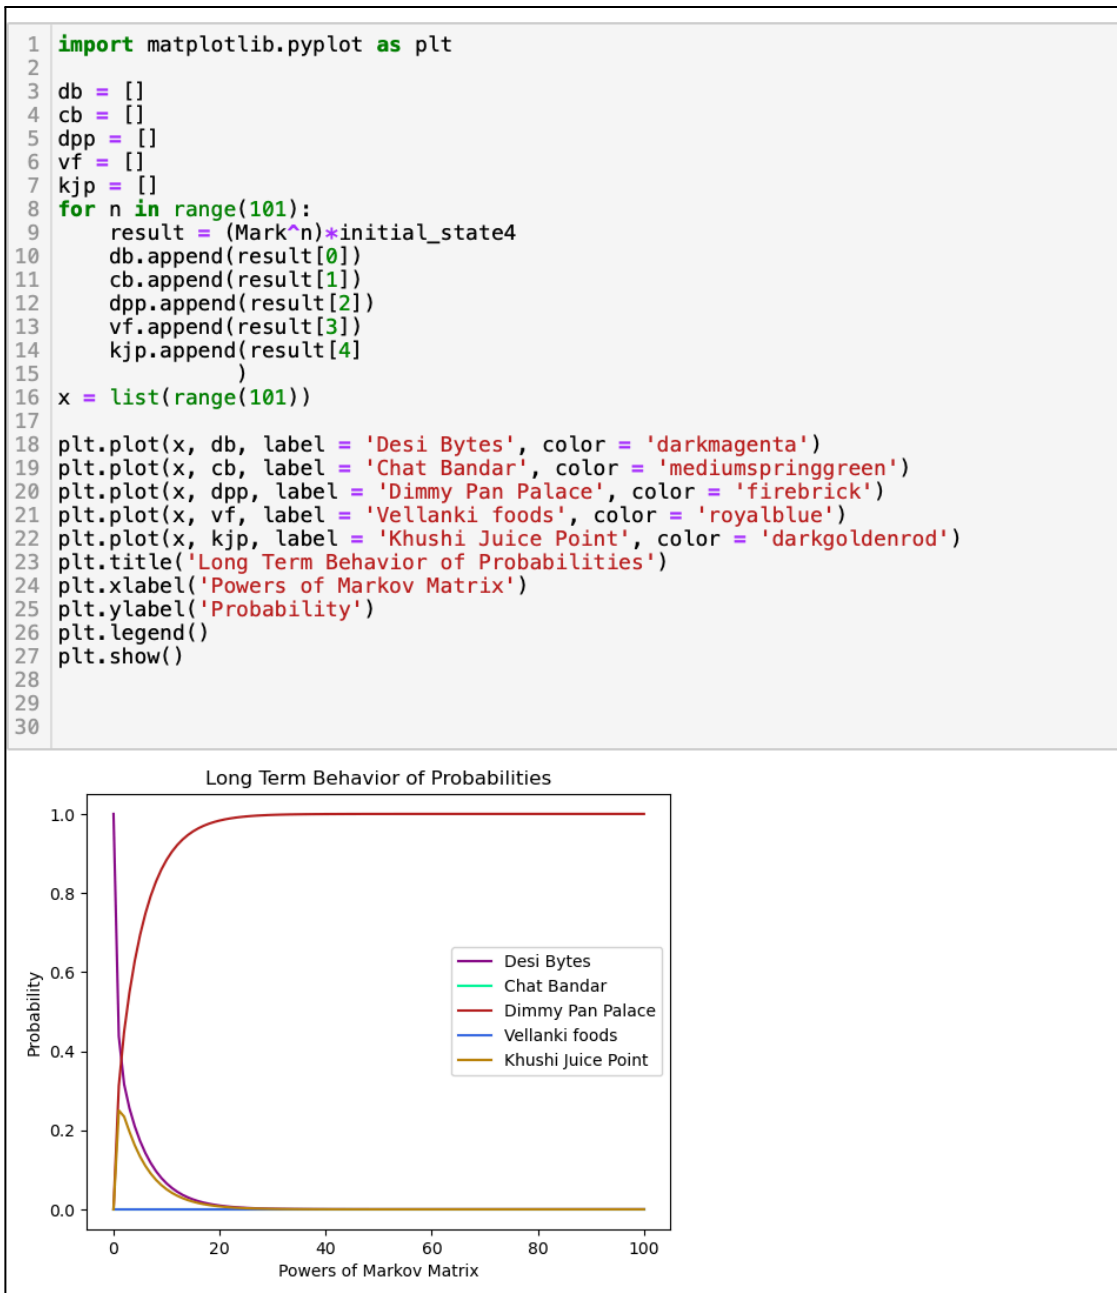 1 import matplotlib.pyplot as plt
2
3 db = []
4 cb = []
5 dpp = []
6 vf = []
7 kjp = []
8 for n in range(101):
9     result = (Mark^n)*initial_state4
10     db.append(result[0])
11     cb.append(result[1])
12     dpp.append(result[2])
13     vf.append(result[3])
14     kjp.append(result[4]
15                )
16 x = list(range(101))
17
18 plt.plot(x, db, label = 'Desi Bytes', color = 'darkmagenta')
19 plt.plot(x, cb, label = 'Chat Bandar', color = 'mediumspringgreen')
20 plt.plot(x, dpp, label = 'Dimmy Pan Palace', color = 'firebrick')
21 plt.plot(x, vf, label = 'Vellanki foods', color = 'royalblue')
22 plt.plot(x, kjp, label = 'Khushi Juice Point', color = 'darkgoldenrod')
23 plt.title('Long Term Behavior of Probabilities')
24 plt.xlabel('Powers of Markov Matrix')
25 plt.ylabel('Probability')
26 plt.legend()
27 plt.show()
28
29
30
Long Term Behavior of Probabilities
1.0
0.8
0.6
0.4
0.2
0.0
Probability
Desi Bytes
Chat Bandar
Dimmy Pan Palace
Vellanki foods
Khushi Juice Point
0 20 40 60 80 100
Powers of Markov Matrix